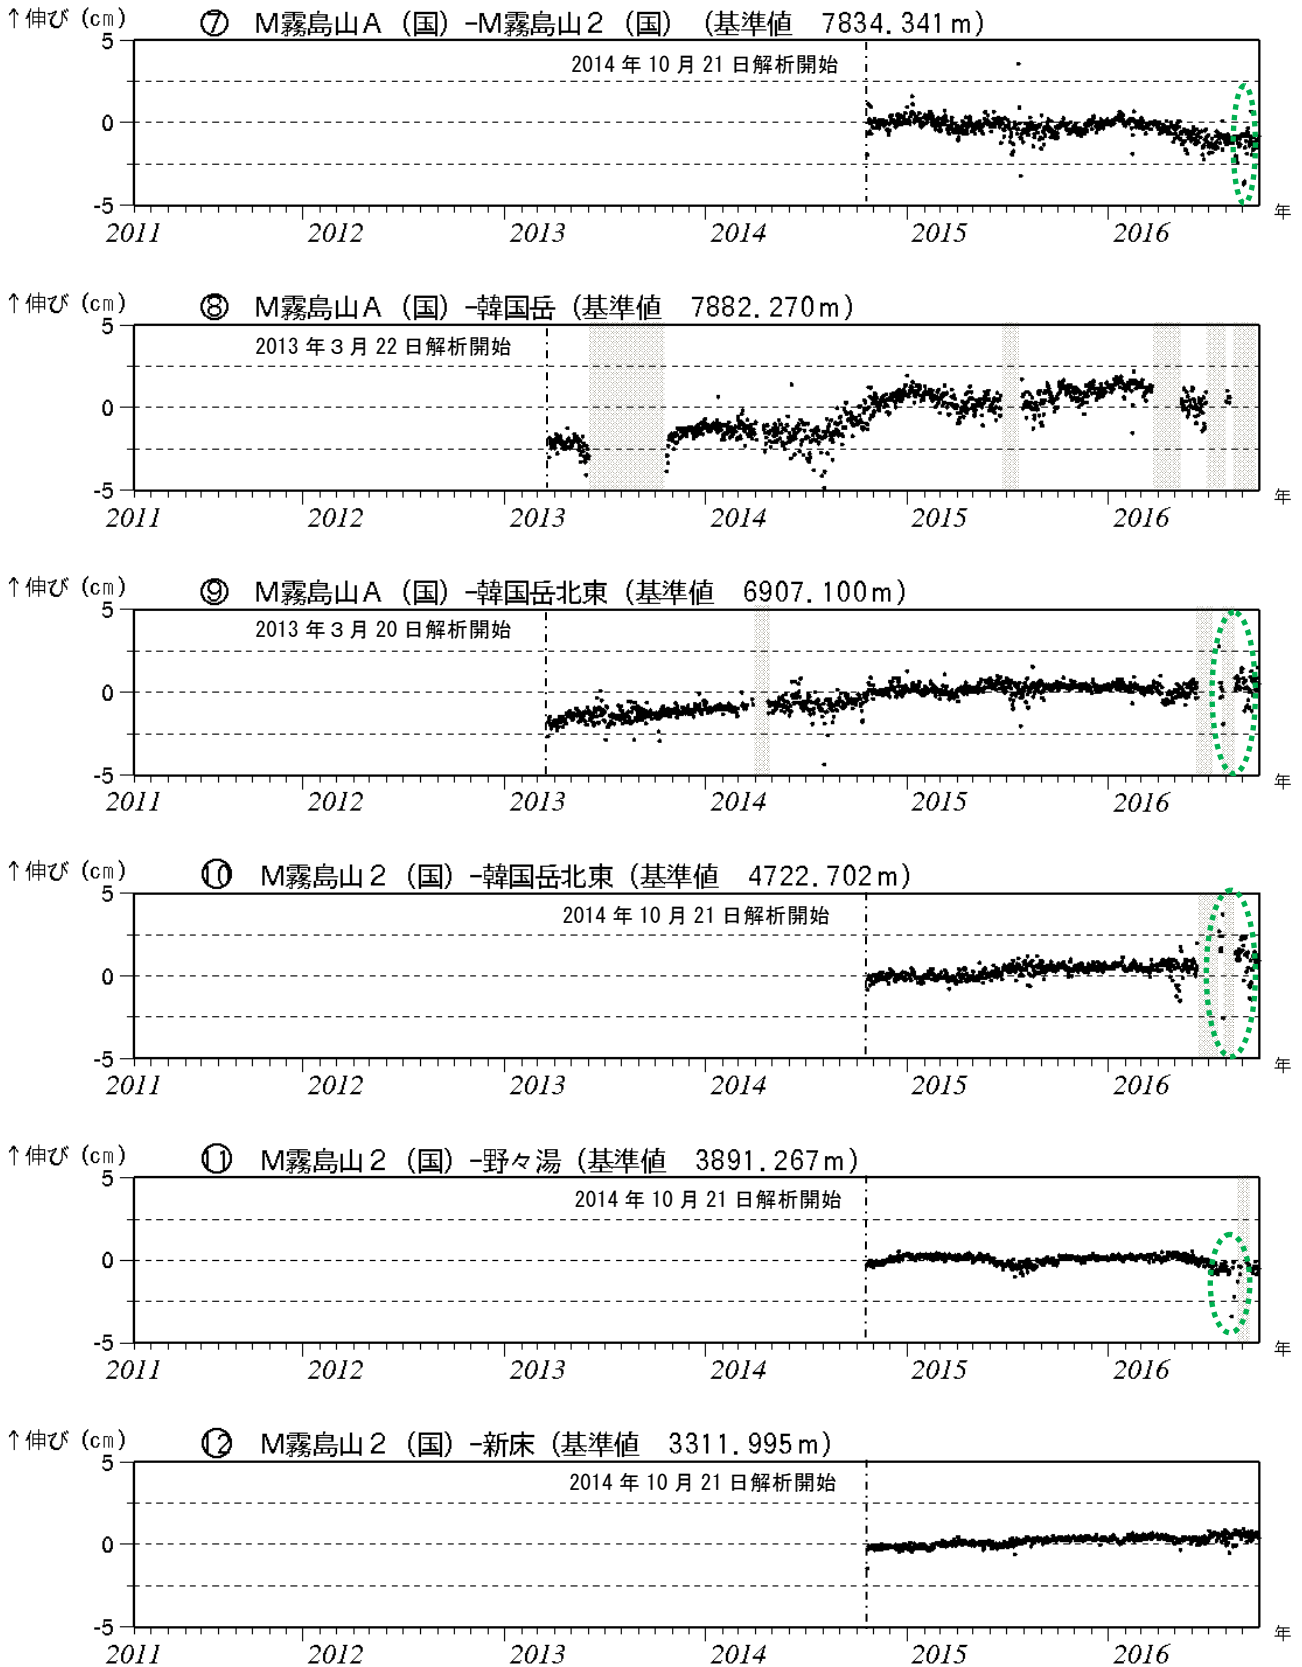 ↑伸び (cm) ⑦ M霧島山A (国) -M霧島山2 (国) (基準値 7834.341m)
5
2014年10月21日解析開始
0
-5
2011 2012 2013 2014 2015 2016 年
↑伸び (cm) ⑧ M霧島山A (国) -韓国岳 (基準値 7882.270m)
5
2013年3月22日解析開始
0
-5
2011 2012 2013 2014 2015 2016 年
↑伸び (cm) ⑨ M霧島山A (国) -韓国岳北東 (基準値 6907.100m)
5
2013年3月20日解析開始
0
-5
2011 2012 2013 2014 2015 2016 年
↑伸び (cm) ⑩ M霧島山2 (国) -韓国岳北東 (基準値 4722.702m)
5
2014年10月21日解析開始
0
-5
2011 2012 2013 2014 2015 2016 年
↑伸び (cm) ⑪ M霧島山2 (国) -野々湯 (基準値 3891.267m)
5
2014年10月21日解析開始
0
-5
2011 2012 2013 2014 2015 2016 年
↑伸び (cm) ⑫ M霧島山2 (国) -新床 (基準値 3311.995m)
5
2014年10月21日解析開始
0
-5
2011 2012 2013 2014 2015 2016 年